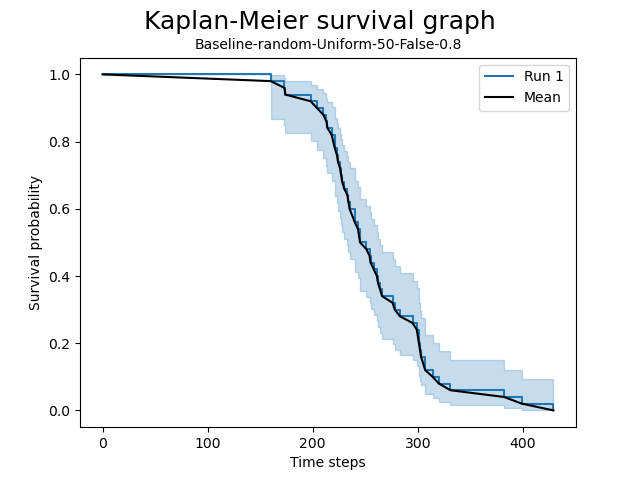 Kaplan-Meier survival graph
Baseline-random-Uniform-50-False-0.8
Run 1
Mean
1.0
0.8
0.6
0.4
0.2
0.0
Survival probability
0 100 200 300 400
Time steps